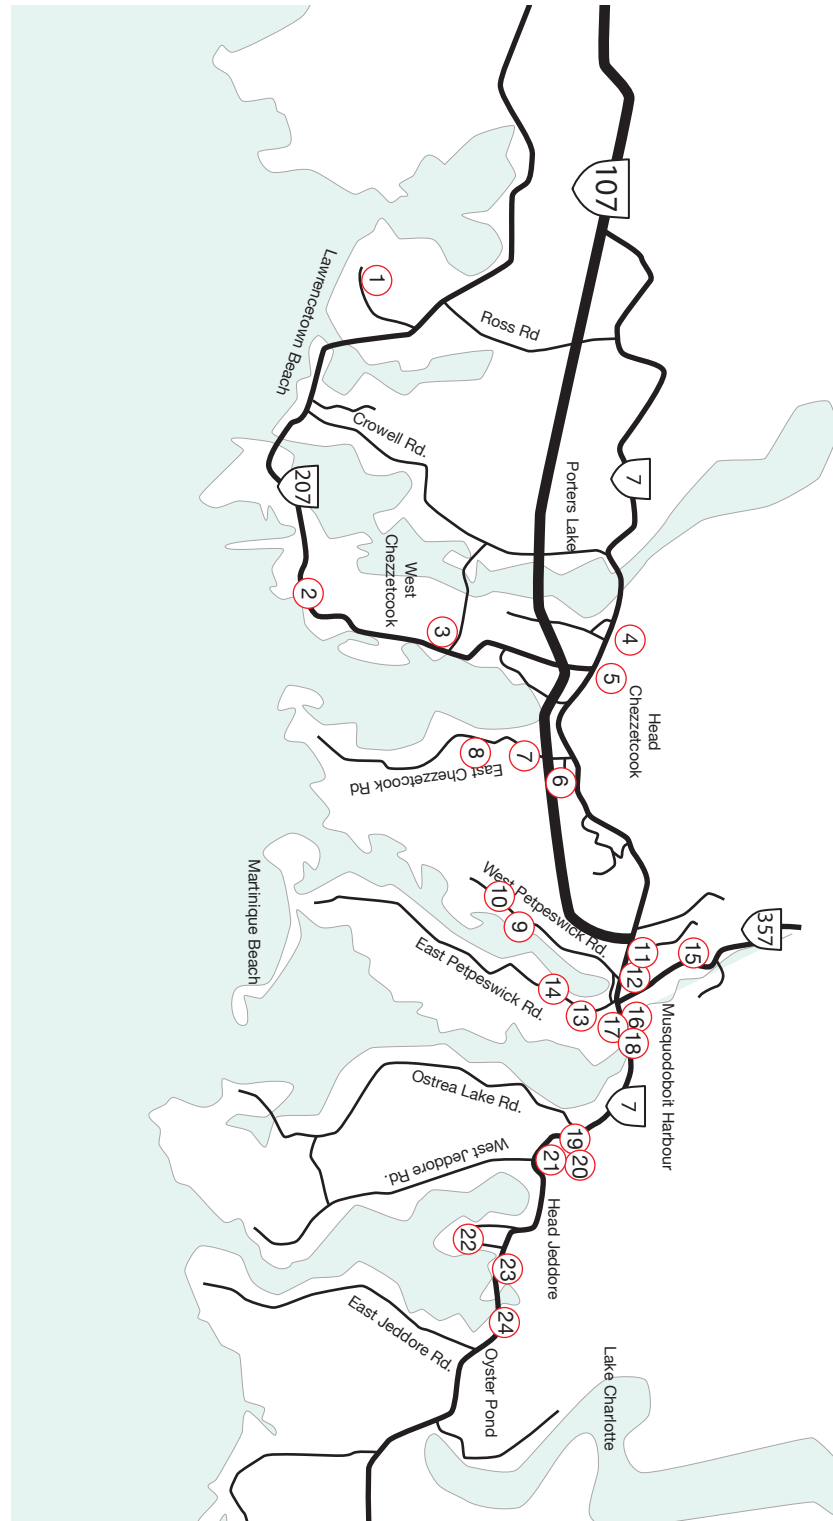 107
Lawrencetown Beach
1
Ross Rd
Crowell Rd.
207
7
Porters Lake
West
Chezzetcook
2
3
4
5
Head
Chezzetcook
6
7
8
East Chezzetcook Rd
Martinique Beach
West Petpeswick Rd.
10
9
East Petpeswick Rd.
14
13
357
11
12
15
16
17
18
Musquodoboit Harbour
7
Ostrea Lake Rd.
19
20
21
West Jeddore Rd.
Head Jeddore
22
23
24
East Jeddore Rd.
Oyster Pond
Lake Charlotte